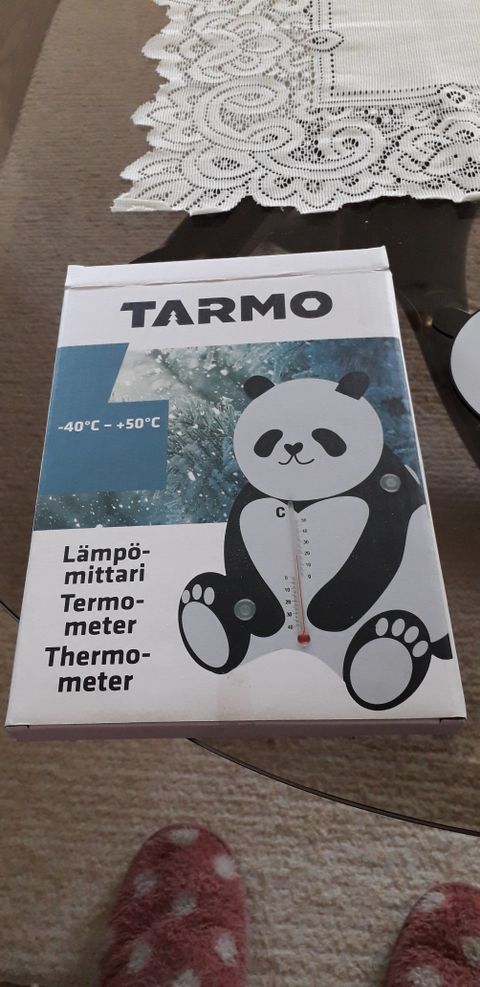 TARMO
-40°C – +50°C
Lämpö-
mittari
Termo-
meter
Thermo-
meter
C